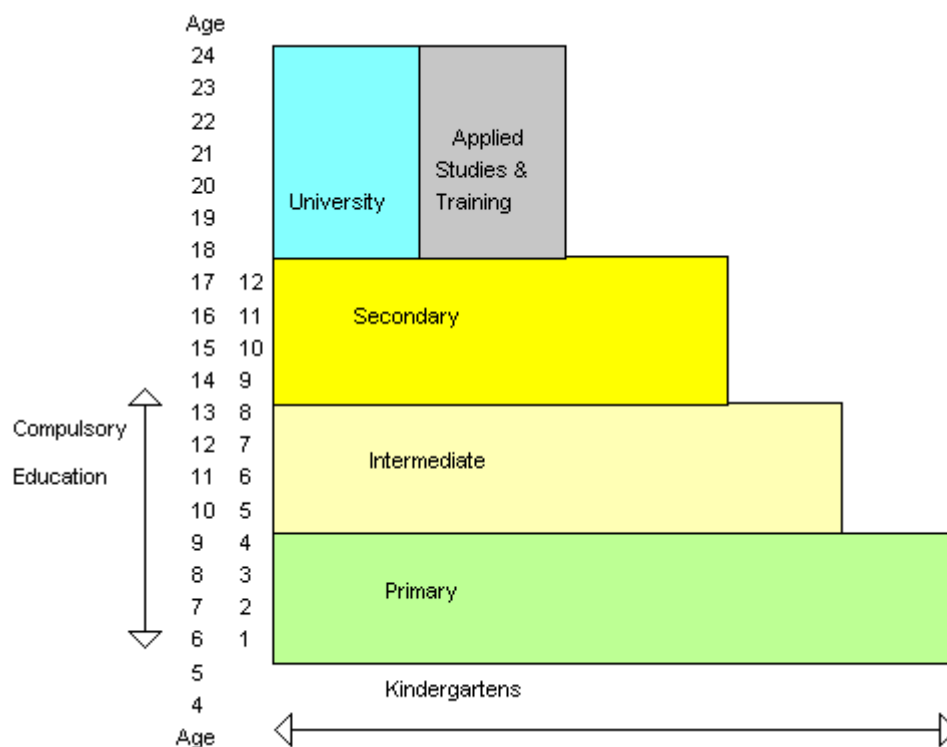 Age
24
23
22
21
Applied
Studies &
20
University
Training
19
18
17 12
16 11
Secondary
15 10
14 9
13 8
Compulsory
12 7
Intermediate
Education
11 6
10 5
9 4
8 3
Primary
7 2
6 1
5
Kindergartens
4
Age